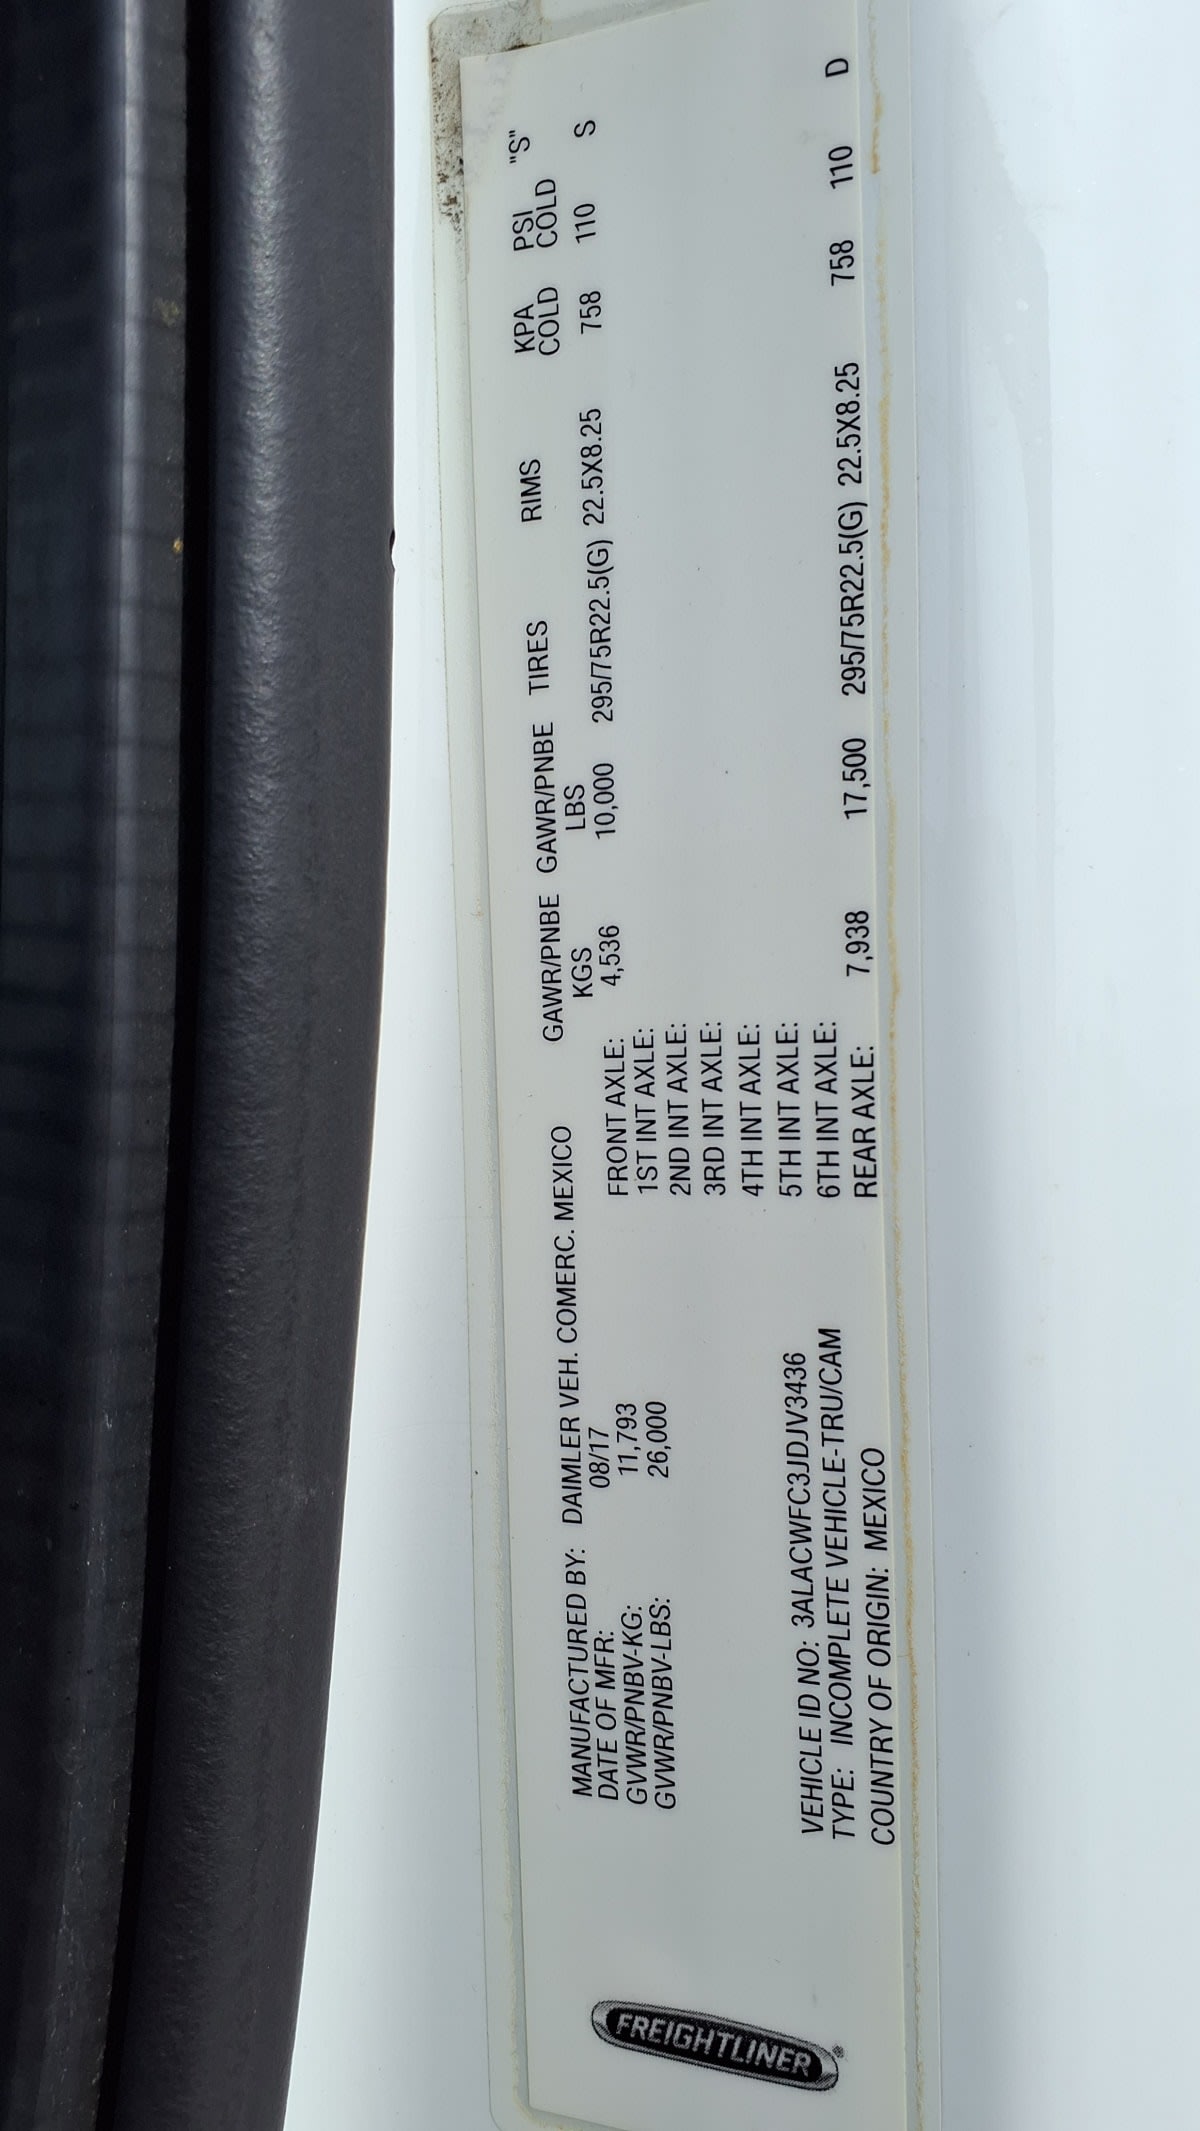 FREIGHTLINER®
MANUFACTURED BY: DAIMLER VEH. COMERC. MEXICO
DATE OF MFR: 08/17
GVWR/PNBV-KG: 11,793
GVWR/PNBV-LBS: 26,000
VEHICLE ID NO: 3ALACWFC3JDJV3436
TYPE: INCOMPLETE VEHICLE-TRU/CAM
COUNTRY OF ORIGIN: MEXICO
GAWR/PNBE GAWR/PNBE TIRES RIMS KPA PSI "S"
KGS LBS COLD COLD
FRONT AXLE: 4,536 10,000 295/75R22.5(G) 22.5X8.25 758 110 S
1ST INT AXLE:
2ND INT AXLE:
3RD INT AXLE:
4TH INT AXLE:
5TH INT AXLE:
6TH INT AXLE:
REAR AXLE: 7,938 17,500 295/75R22.5(G) 22.5X8.25 758 110 D